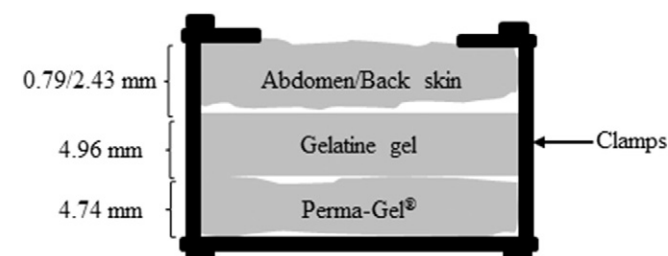 0.79/2.43 mm
Abdomen/Back skin
4.96 mm
Gelatine gel
Clamps
4.74 mm
Perma-Gel®